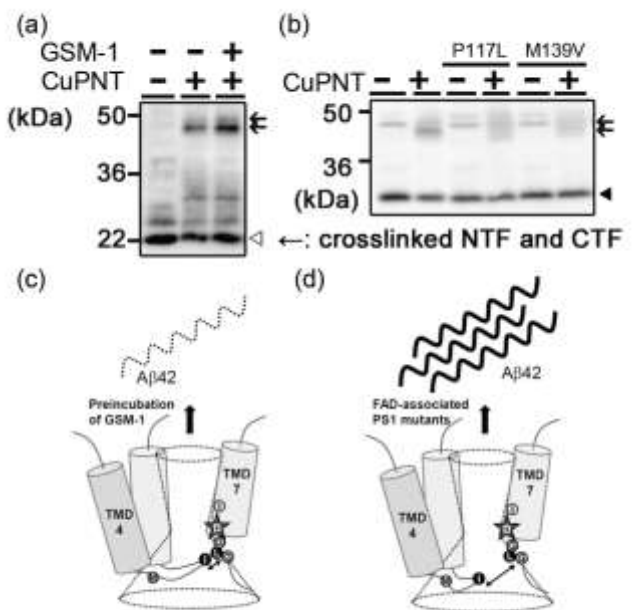 (a)
GSM-1 − − +
CuPNT − + +
(kDa)
50
36
22
(b)
P117L M139V
CuPNT − + − + − +
50
36
(kDa)
←: crosslinked NTF and CTF
(c)
Aβ42
Preincubation
of GSM-1
TMD
4
TMD
7
(d)
Aβ42
FAD-associated
PS1 mutants
TMD
4
TMD
7